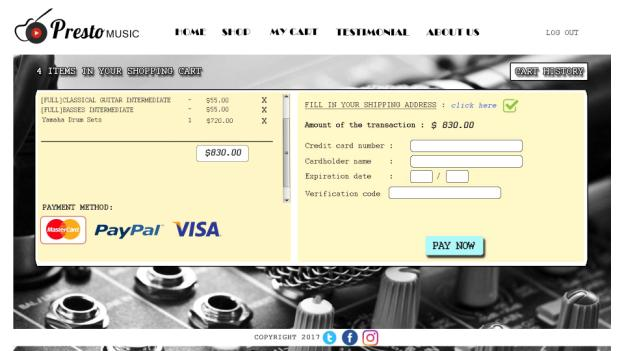 Presto MUSIC
HOME SHOP MY CART TESTIMONIAL ABOUT US LOG OUT
4 ITEMS IN YOUR SHOPPING CART
CART HISTORY
[FULL]CLASSICAL GUITAR INTERMEDIATE - $55.00 X
[FULL]BASSES INTERMEDIATE - $55.00 X
Yamaha Drum Sets 1 $720.00 X
$830.00
PAYMENT METHOD:
MasterCard PayPal VISA
FILL IN YOUR SHIPPING ADDRESS : click here
Amount of the transaction : $ 830.00
Credit card number :
Cardholder name :
Expiration date : /
Verification code
PAY NOW
COPYRIGHT 2017